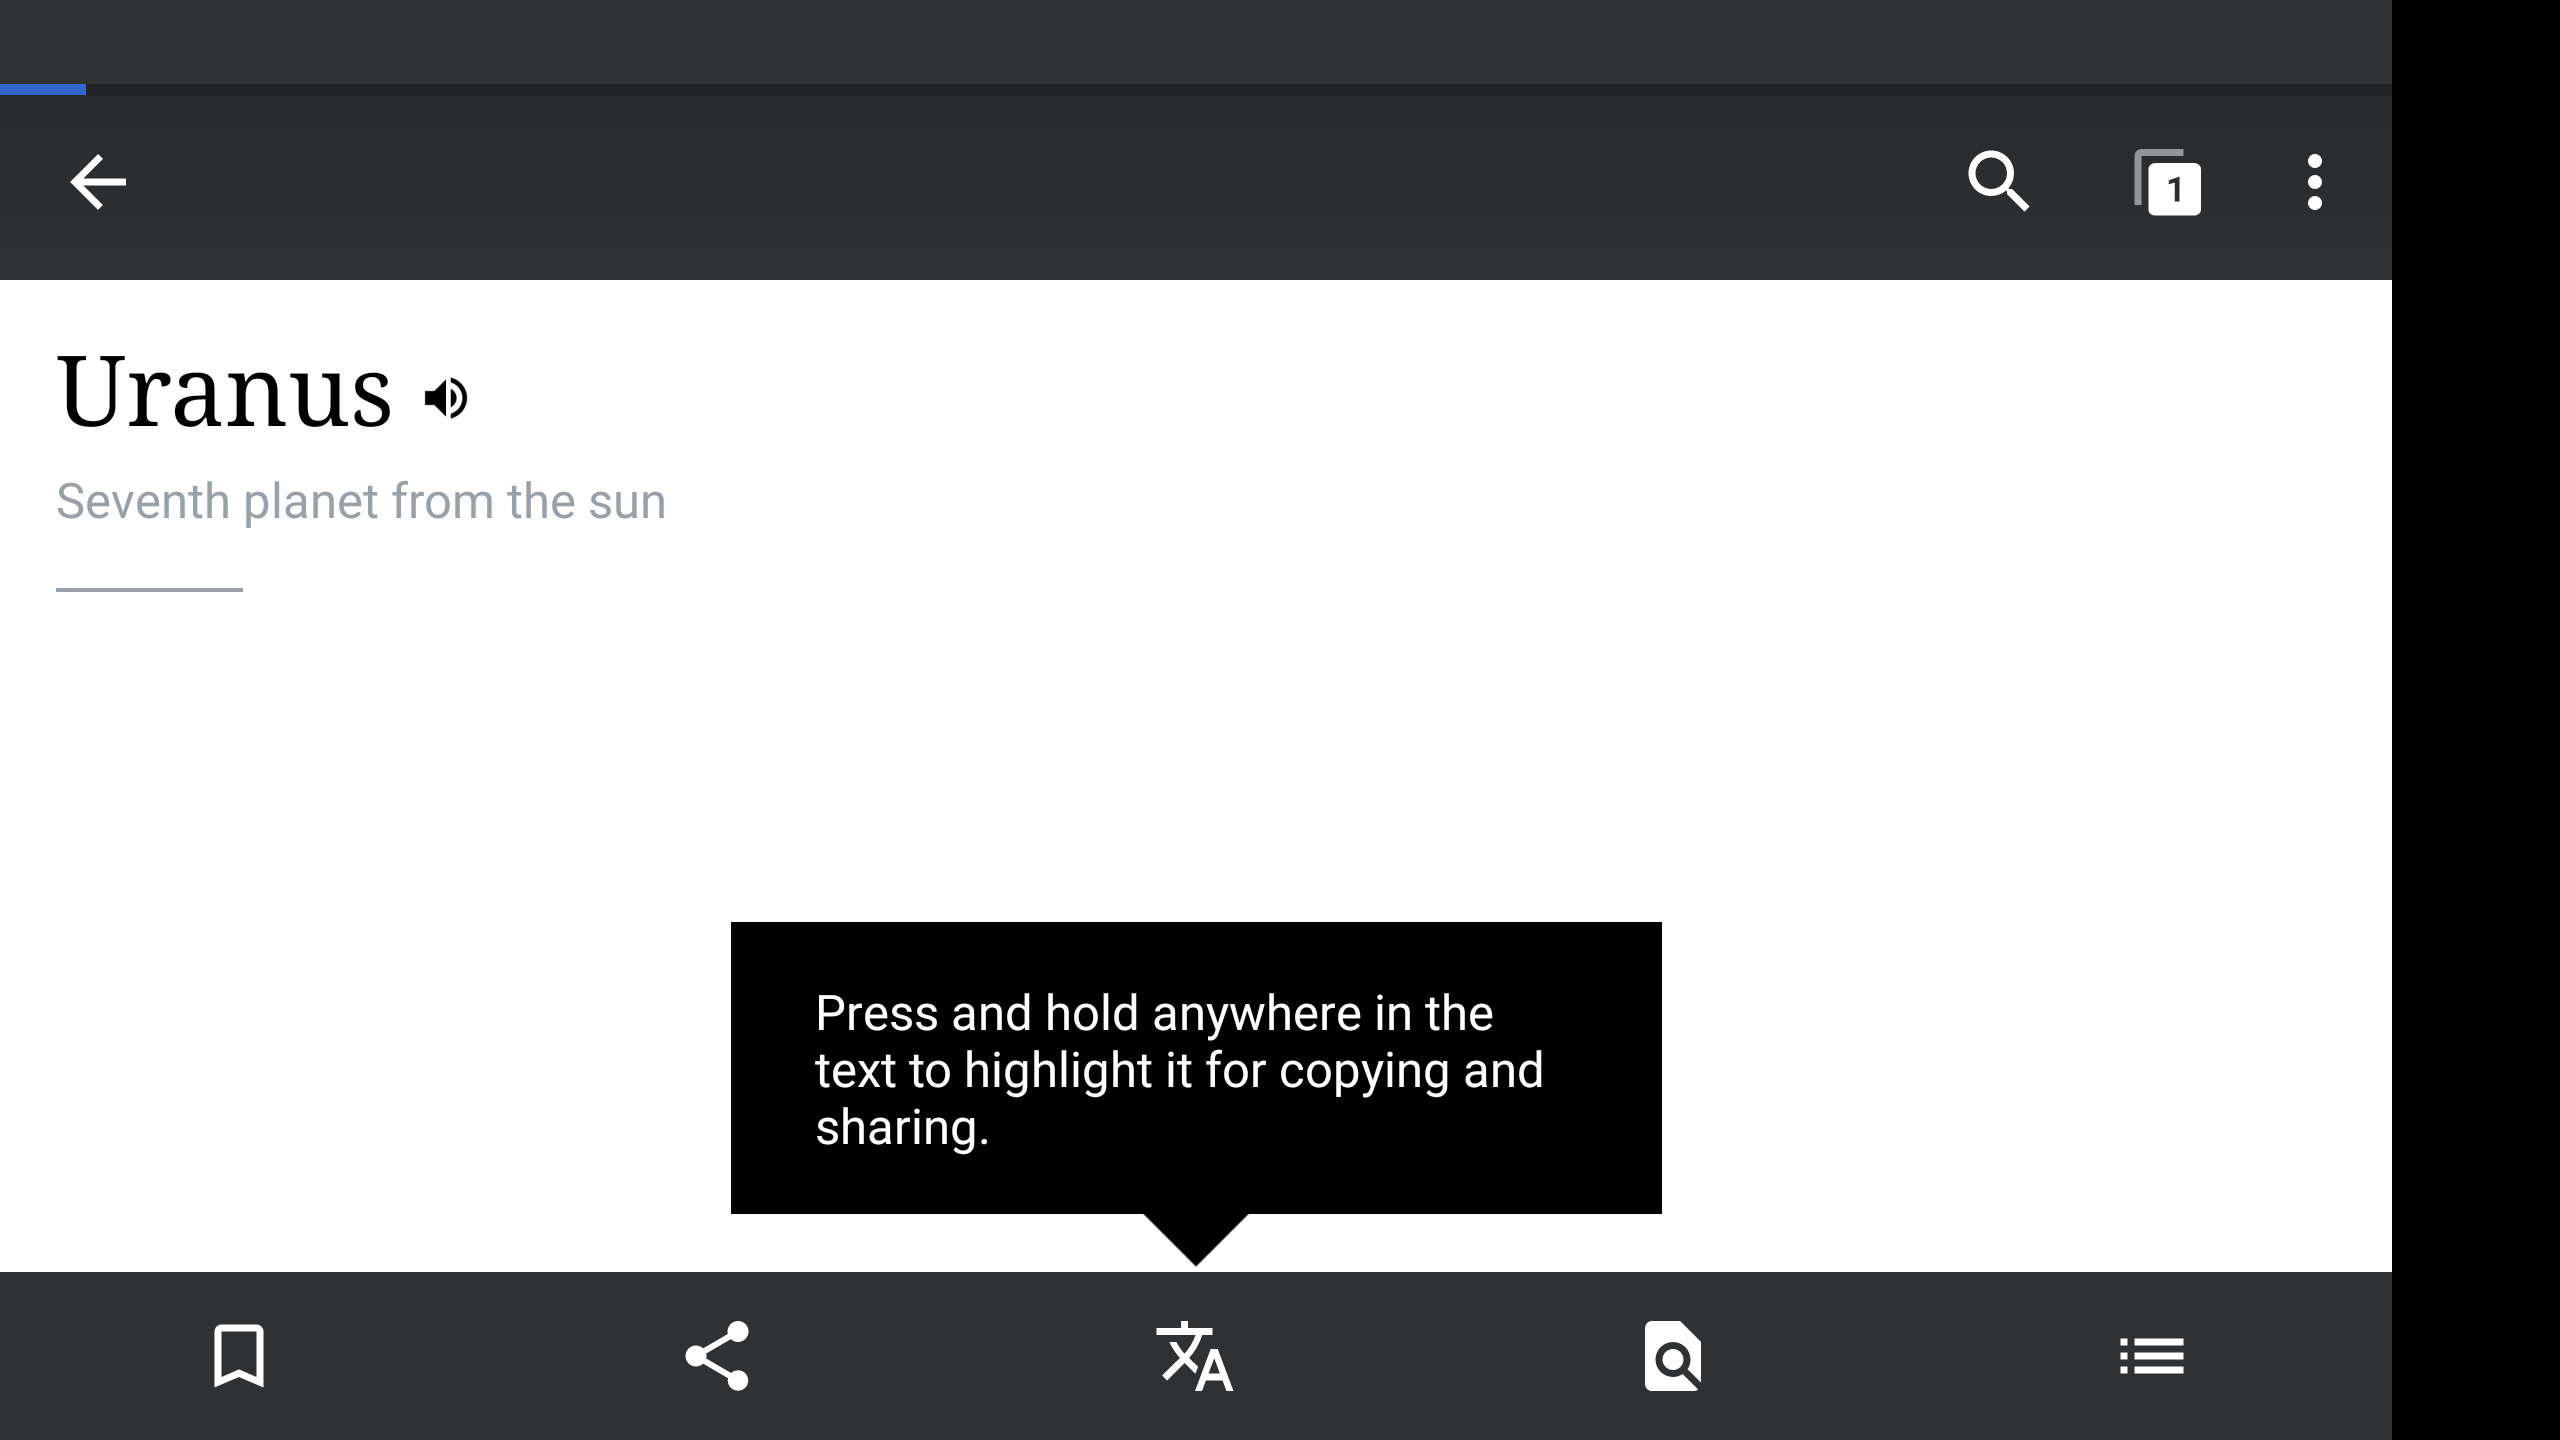 1
Uranus
Seventh planet from the sun
Press and hold anywhere in the
text to highlight it for copying and
sharing.